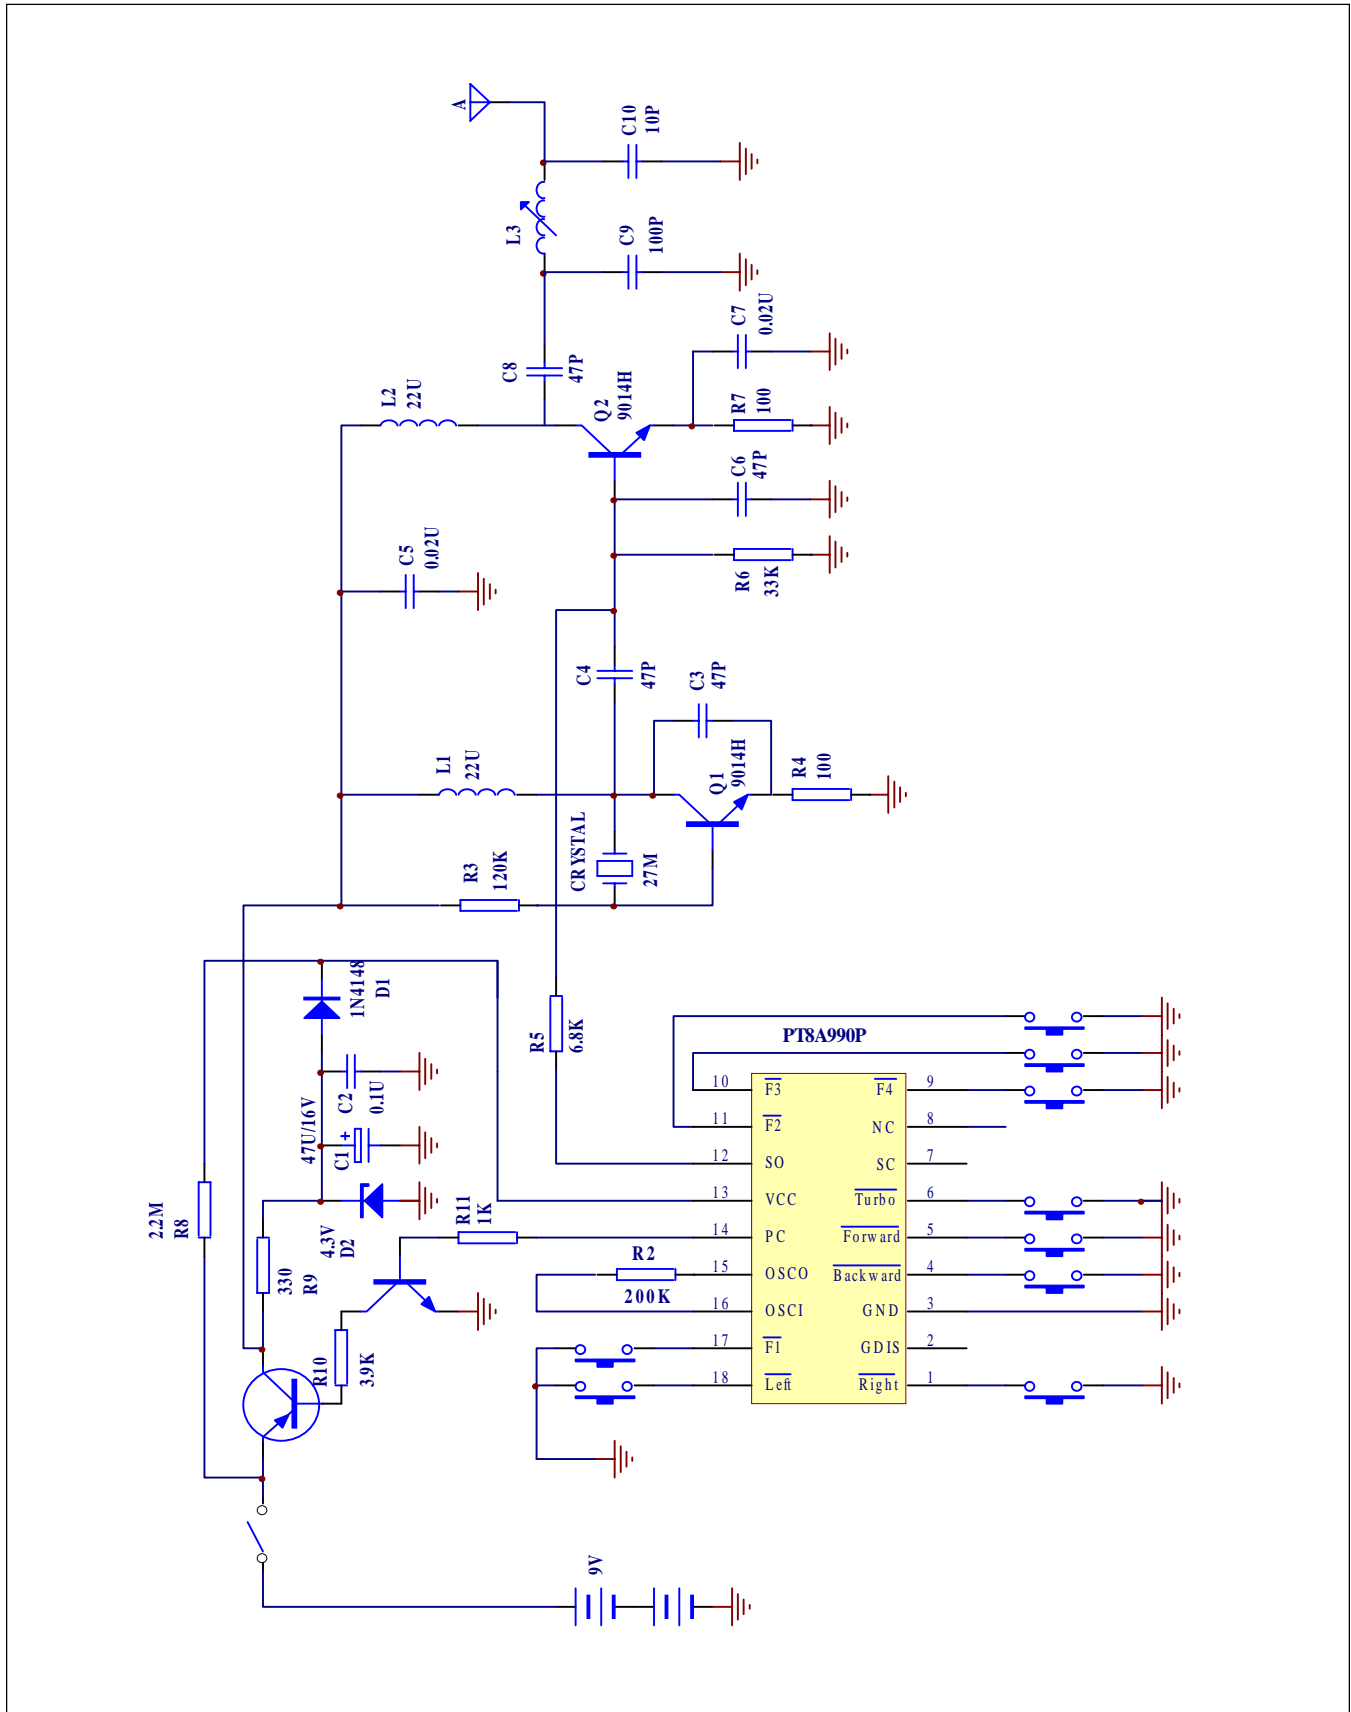 A
C10
10P
L3
C9
100P
C7
0.02U
C8
47P
L2
22U
Q2
9014H
R7
100
C6
47P
C5
0.02U
R6
33K
C4
47P
C3
47P
L1
22U
Q1
9014H
R4
100
CRYSTAL
27M
R3
120K
1N4148
D1
R5
6.8K
C2
0.1U
47U/16V
C1 +
2.2M
R8
4.3V
D2
R11
1K
330
R9
R10
3.9K
R2
200K
9V
PT8A990P
10 F3 F4 9
11 F2 NC 8
12 SO SC 7
13 VCC Turbo 6
14 PC Forward 5
15 OSCO Backward 4
16 OSCI GND 3
17 F1 GDIS 2
18 Left Right 1